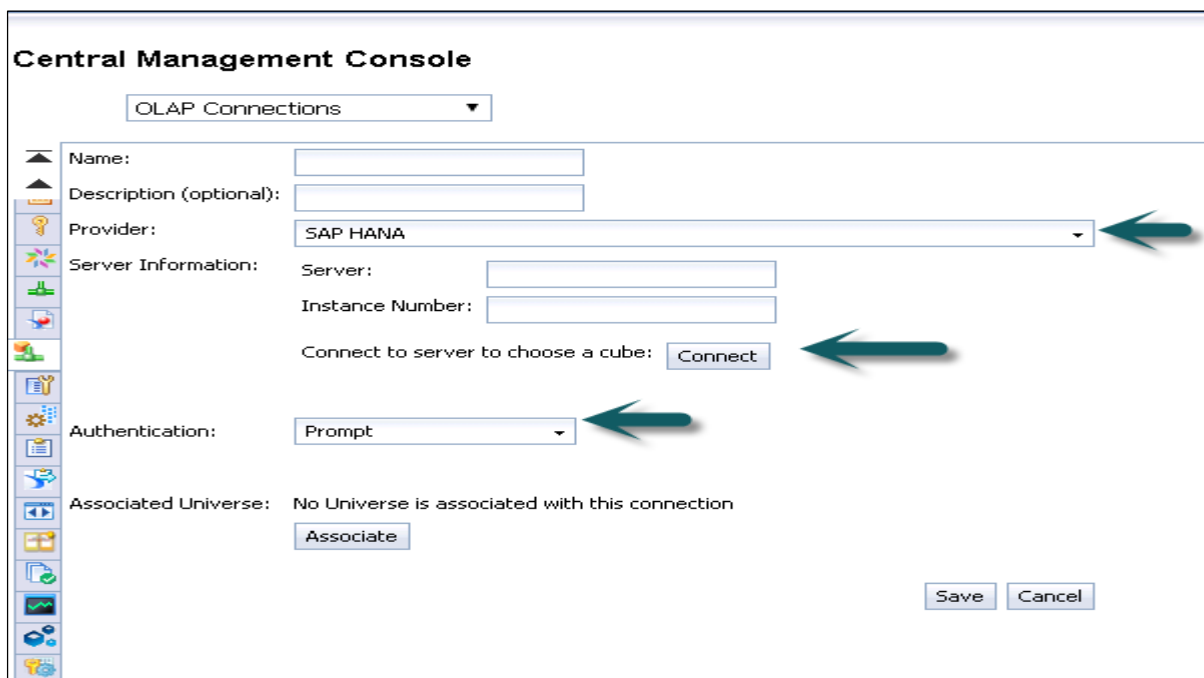 Central Management Console
OLAP Connections
Name:
Description (optional):
Provider: SAP HANA
Server Information: Server:
Instance Number:
Connect to server to choose a cube: Connect
Authentication: Prompt
Associated Universe: No Universe is associated with this connection
Associate
Save Cancel